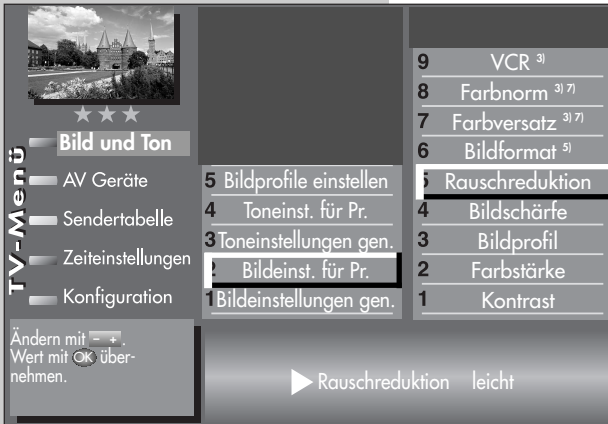 TV-Menü
Bild und Ton
AV Geräte
Sendertabelle
Zeiteinstellungen
Konfiguration
5 Bildprofile einstellen
4 Toneinst. für Pr.
3 Toneinstellungen gen.
2 Bildeinst. für Pr.
1 Bildeinstellungen gen.
9 VCR 3)
8 Farbnorm 3) 7)
7 Farbversatz 3) 7)
6 Bildformat 5)
5 Rauschreduktion
4 Bildschärfe
3 Bildprofil
2 Farbstärke
1 Kontrast
Ändern mit - + .
Wert mit OK über-
nehmen.
Rauschreduktion leicht